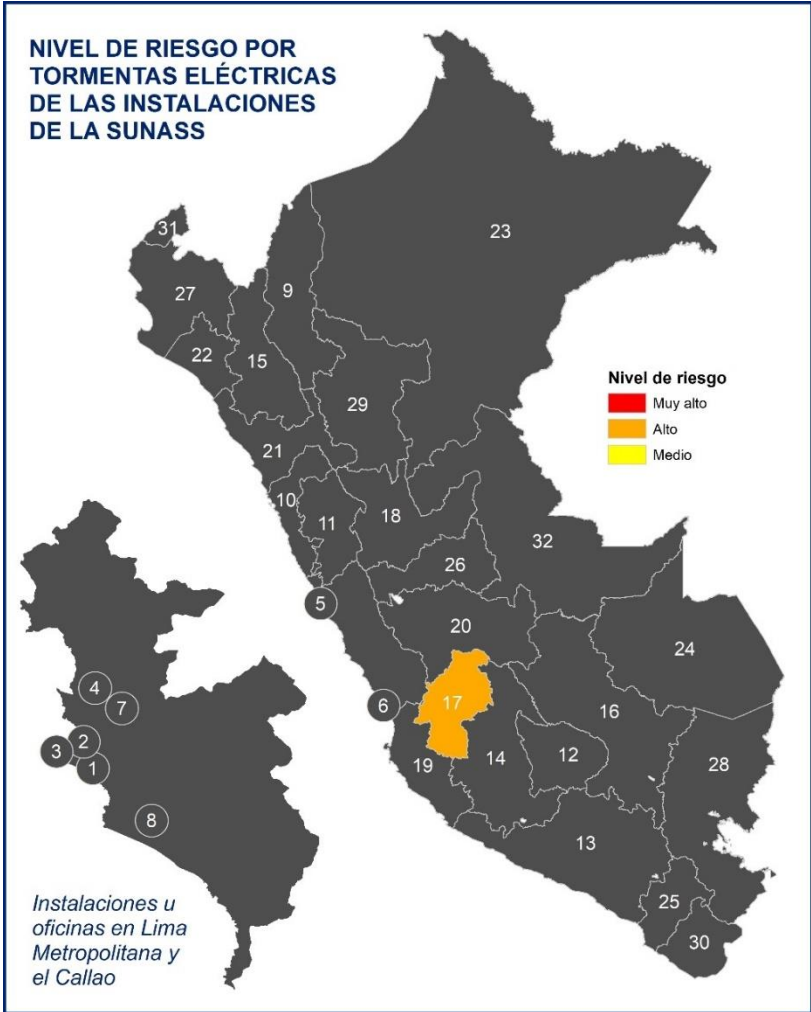 NIVEL DE RIESGO POR
TORMENTAS ELÉCTRICAS
DE LAS INSTALACIONES
DE LA SUNASS
31
23
27
9
22
15
Nivel de riesgo
Muy alto
Alto
Medio
29
21
10
11
18
32
26
5
20
24
4
7
6
17
16
2
3
1
19
14
12
28
8
13
25
30
Instalaciones u
oficinas en Lima
Metropolitana y
el Callao